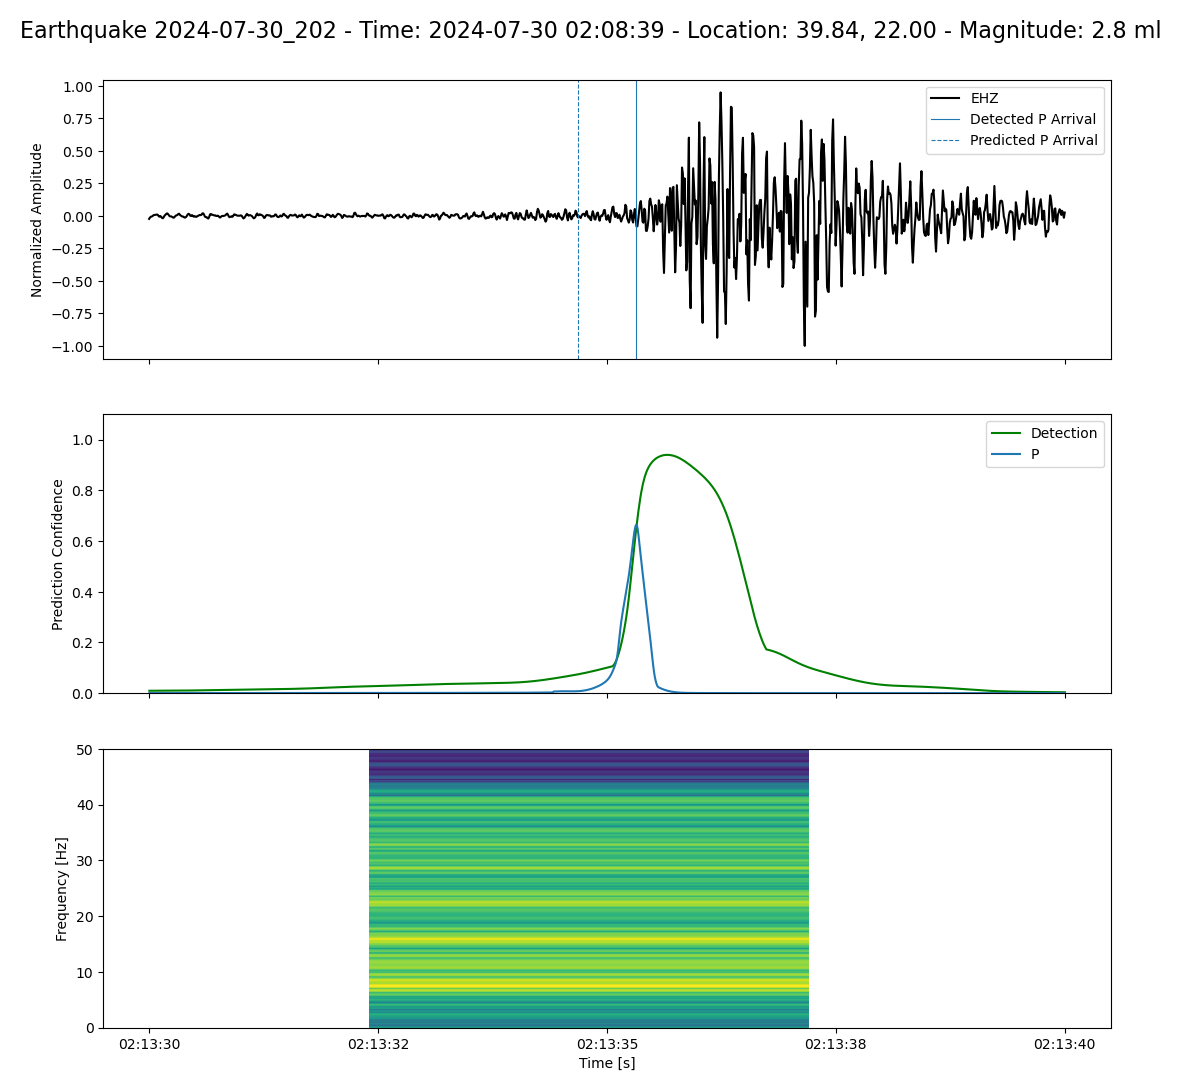 Earthquake 2024-07-30_202 - Time: 2024-07-30 02:08:39 - Location: 39.84, 22.00 - Magnitude: 2.8 ml
Normalized Amplitude
1.00
0.75
0.50
0.25
0.00
−0.25
−0.50
−0.75
−1.00
EHZ
Detected P Arrival
Predicted P Arrival
Prediction Confidence
1.0
0.8
0.6
0.4
0.2
0.0
Detection
P
Frequency [Hz]
50
40
30
20
10
0
02:13:30 02:13:32 02:13:35 02:13:38 02:13:40
Time [s]